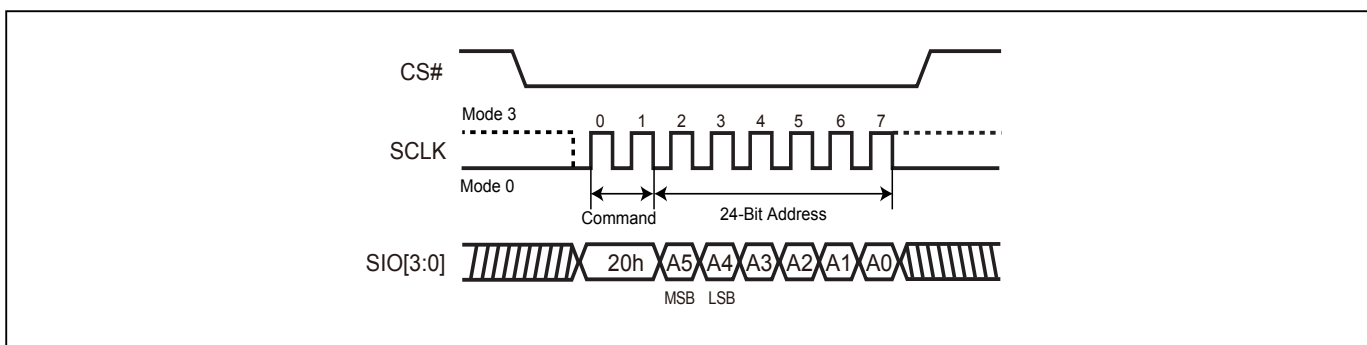 CS#
Mode 3
0 1 2 3 4 5 6 7
SCLK
Mode 0
Command 24-Bit Address
SIO[3:0] 20h A5 A4 A3 A2 A1 A0
MSB LSB